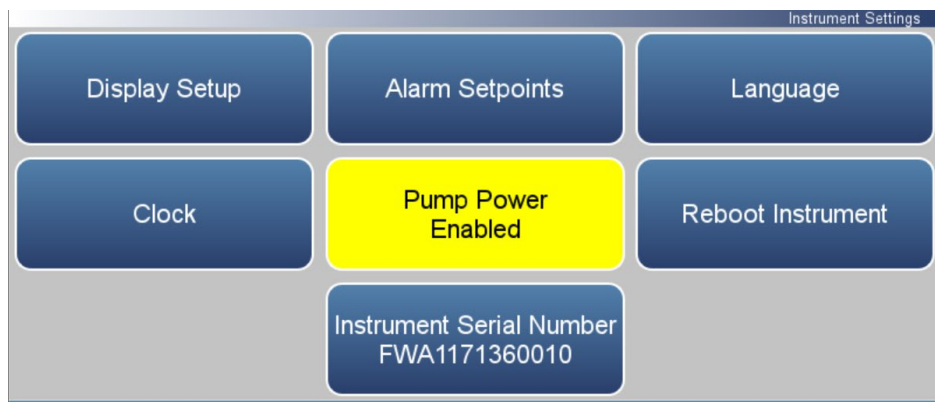 Instrument Settings
Display Setup
Alarm Setpoints
Language
Clock
Pump Power
Enabled
Reboot Instrument
Instrument Serial Number
FWA1171360010